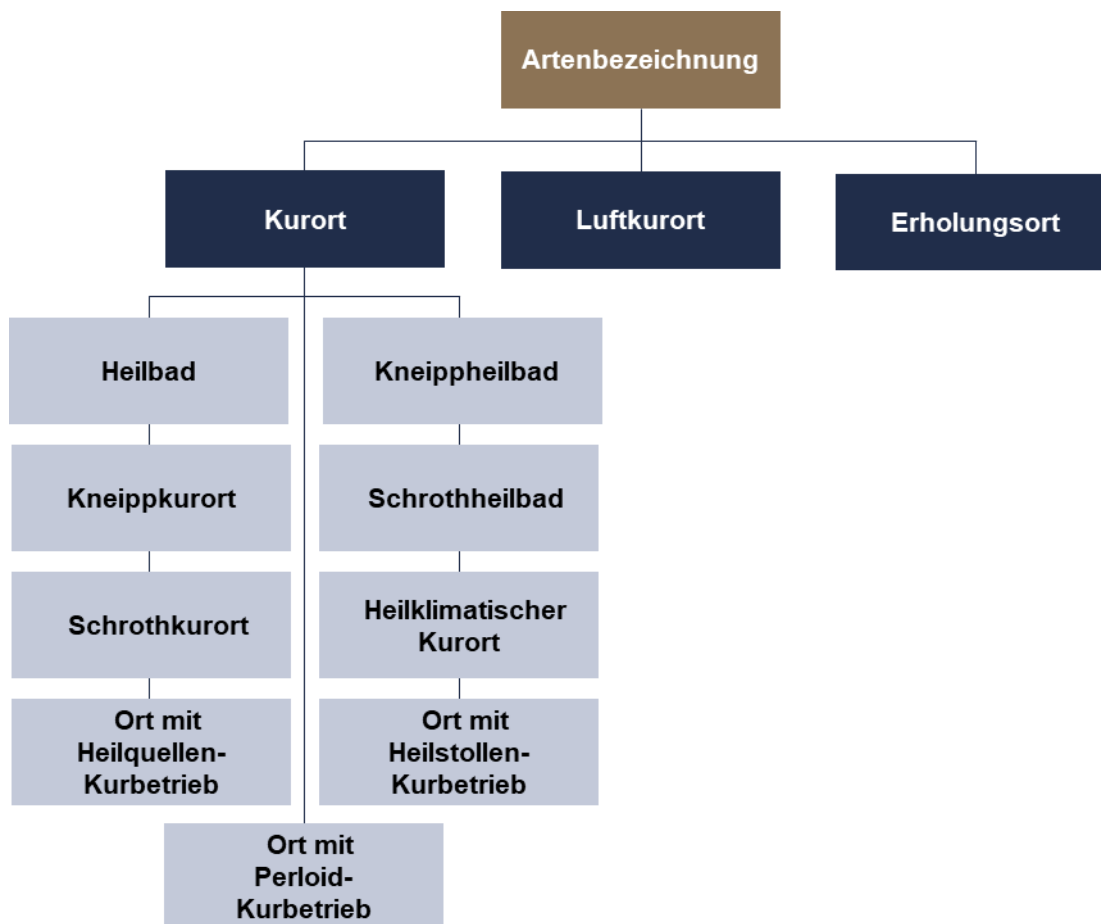 Artenbezeichnung
Kurort
Luftkurort
Erholungsort
Heilbad
Kneippheilbad
Kneippkurort
Schrothheilbad
Schrothkurort
Heilklimatischer
Kurort
Ort mit
Heilquellen-
Kurbetrieb
Ort mit
Heilstollen-
Kurbetrieb
Ort mit
Perloid-
Kurbetrieb